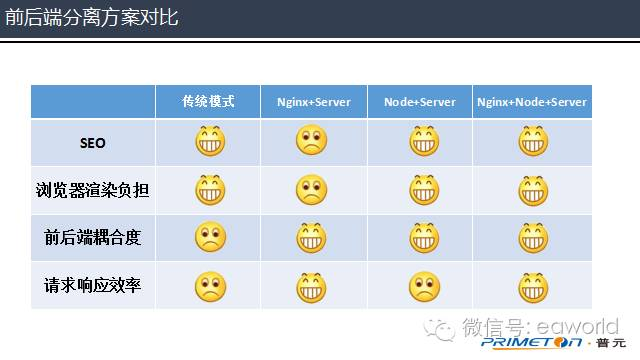 前后端分离方案对比
传统模式 Nginx+Server Node+Server Nginx+Node+Server
SEO
浏览器渲染负担
前后端耦合度
请求响应效率
微信号: eaworld
PRIMETON·普元